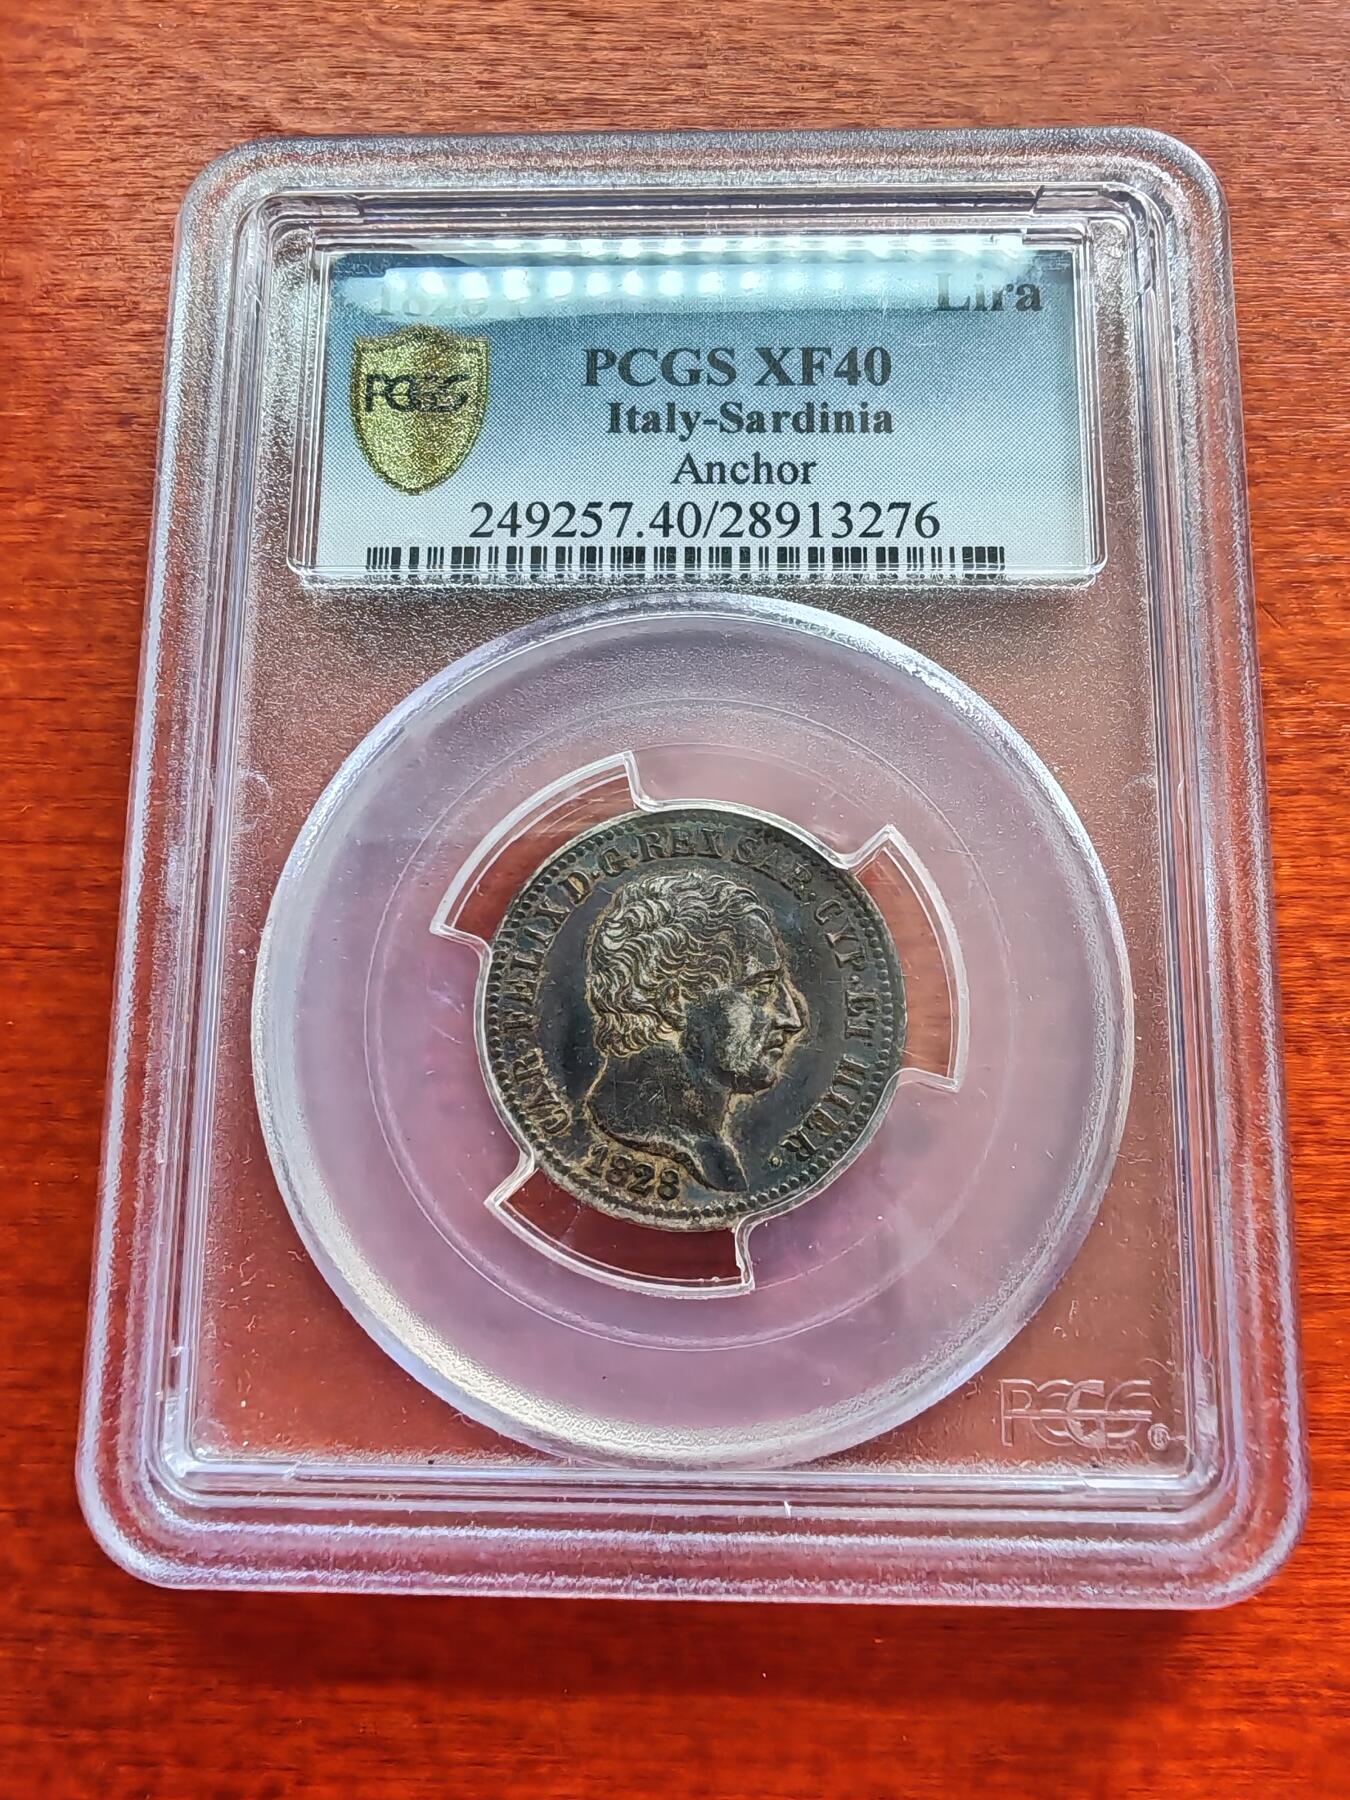 1828 Lira
PCGS
PCGS XF40
Italy-Sardinia
Anchor
249257.40/28913276
CAR·FELIX D·G·REX SAR·CYP·ET HIER·
1828
PCGS®